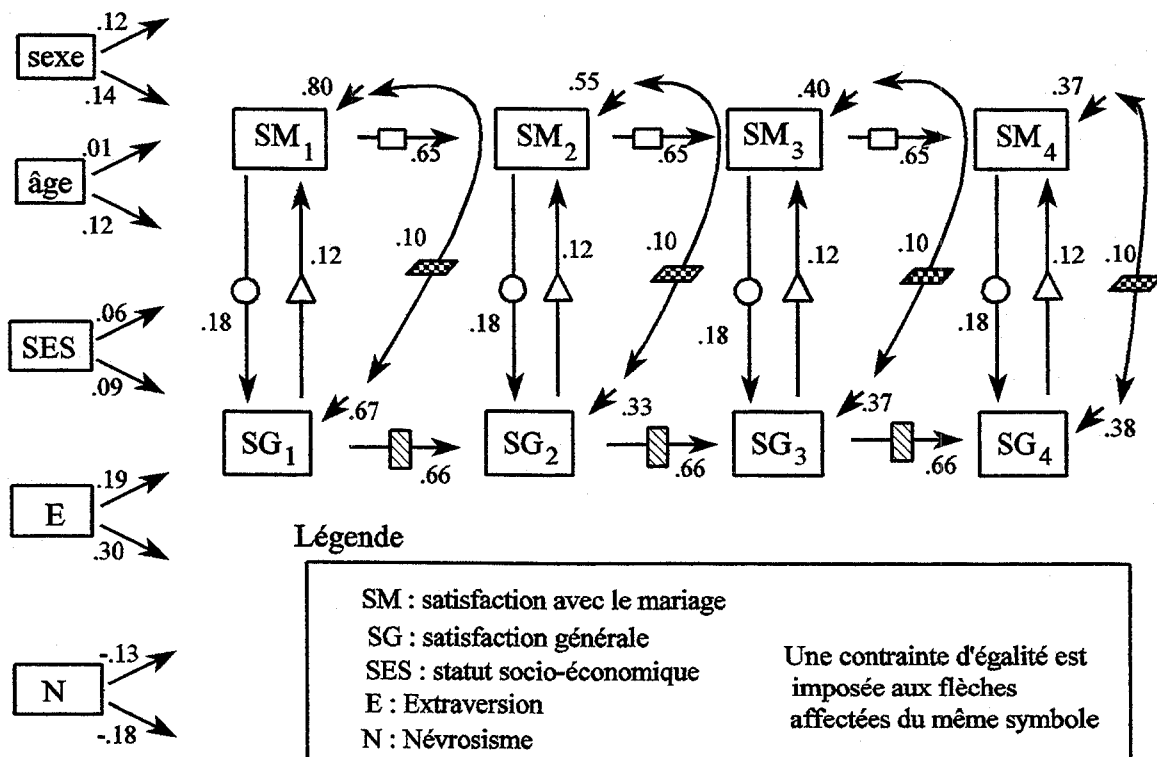 .12
sexe
.14
.80
.55
.40
.37
SM1
SM2
SM3
SM4
.65
.65
.65
.01
âge
.12
.12
.10
.12
.10
.12
.10
.12
.10
.18
.18
.18
.18
.06
SES
.09
.67
.33
.37
.38
SG1
SG2
SG3
SG4
.66
.66
.66
.19
E
.30
Légende
SM : satisfaction avec le mariage
SG : satisfaction générale
SES : statut socio-économique
E : Extraversion
N : Névrosisme
Une contrainte d'égalité est
imposée aux flèches
affectées du même symbole
-.13
N
-.18